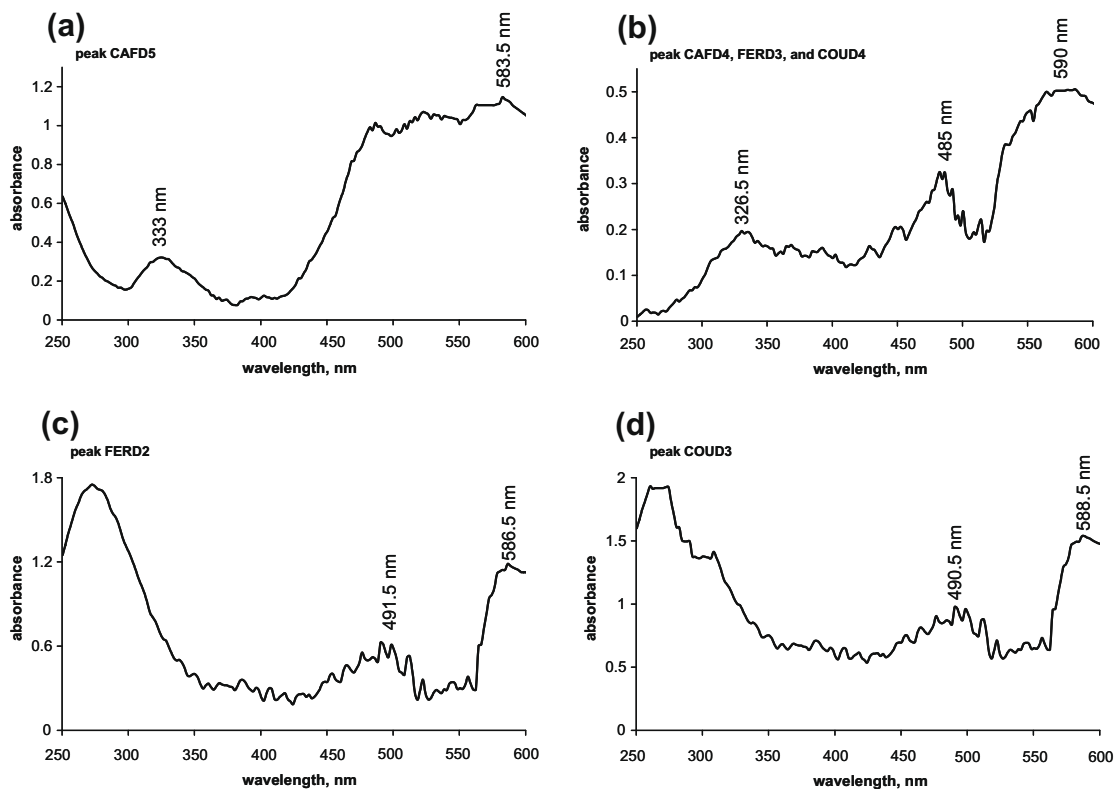 (a)
peak CAFD5
583.5 nm
333 nm
absorbance
1.2
1
0.8
0.6
0.4
0.2
0
250 300 350 400 450 500 550 600
wavelength, nm
(b)
peak CAFD4, FERD3, and COUD4
590 nm
485 nm
326.5 nm
absorbance
0.5
0.4
0.3
0.2
0.1
0
250 300 350 400 450 500 550 600
wavelength, nm
(c)
peak FERD2
586.5 nm
491.5 nm
absorbance
1.8
1.2
0.6
0
250 300 350 400 450 500 550 600
wavelength, nm
(d)
peak COUD3
588.5 nm
490.5 nm
absorbance
2
1.5
1
0.5
0
250 300 350 400 450 500 550 600
wavelength, nm